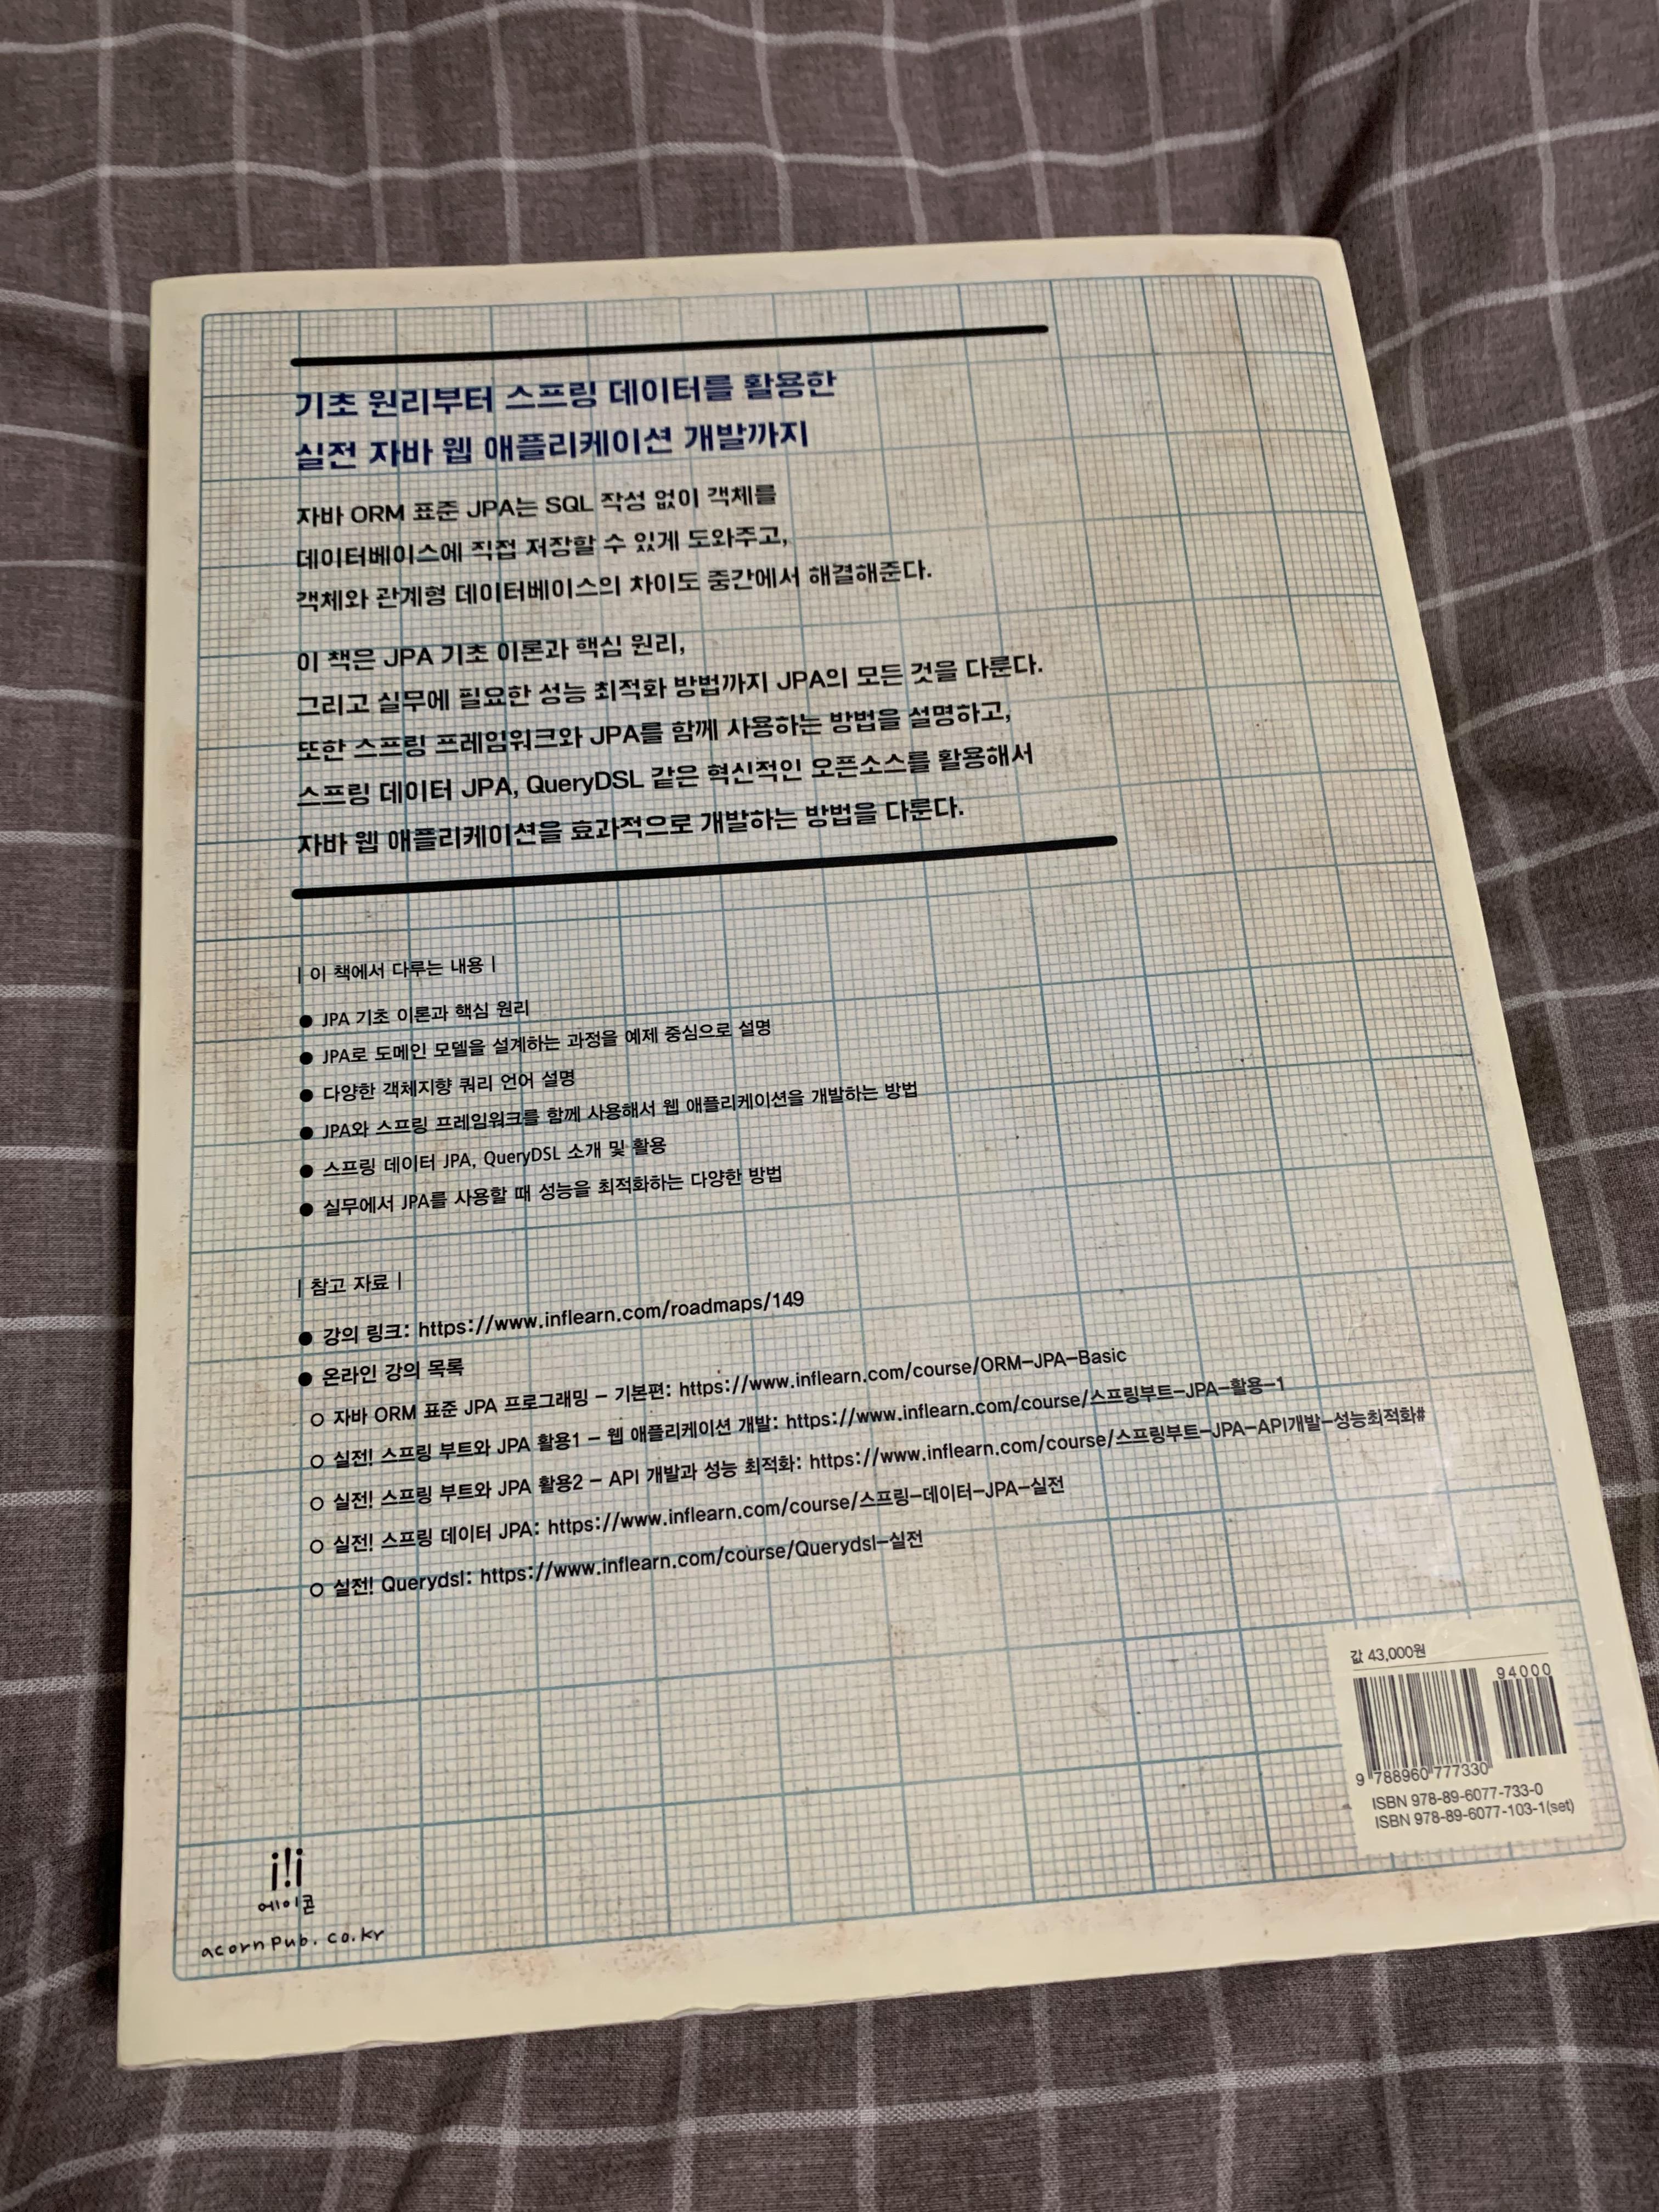 기초 원리부터 스프링 데이터를 활용한
실전 자바 웹 애플리케이션 개발까지
자바 ORM 표준 JPA는 SQL 작성 없이 객체를
데이터베이스에 직접 저장할 수 있게 도와주고,
객체와 관계형 데이터베이스의 차이도 중간에서 해결해준다.
이 책은 JPA 기초 이론과 핵심 원리,
그리고 실무에 필요한 성능 최적화 방법까지 JPA의 모든 것을 다룬다.
또한 스프링 프레임워크와 JPA를 함께 사용하는 방법을 설명하고,
스프링 데이터 JPA, QueryDSL 같은 혁신적인 오픈소스를 활용해서
자바 웹 애플리케이션을 효과적으로 개발하는 방법을 다룬다.
| 이 책에서 다루는 내용 |
● JPA 기초 이론과 핵심 원리
● JPA로 도메인 모델을 설계하는 과정을 예제 중심으로 설명
● 다양한 객체지향 쿼리 언어 설명
● JPA와 스프링 프레임워크를 함께 사용해서 웹 애플리케이션을 개발하는 방법
● 스프링 데이터 JPA, QueryDSL 소개 및 활용
● 실무에서 JPA를 사용할 때 성능을 최적화하는 다양한 방법
| 참고 자료 |
● 강의 링크: https://www.inflearn.com/roadmaps/149
● 온라인 강의 목록
○ 자바 ORM 표준 JPA 프로그래밍 – 기본편: https://www.inflearn.com/course/ORM-JPA-Basic
○ 실전! 스프링 부트와 JPA 활용1 – 웹 애플리케이션 개발: https://www.inflearn.com/course/스프링부트-JPA-활용-1
○ 실전! 스프링 부트와 JPA 활용2 – API 개발과 성능 최적화: https://www.inflearn.com/course/스프링부트-JPA-API개발-성능최적화#
○ 실전! 스프링 데이터 JPA: https://www.inflearn.com/course/스프링-데이터-JPA-실전
○ 실전! Querydsl: https://www.inflearn.com/course/Querydsl-실전
값 43,000원
94000
9 788960 777330
ISBN 978-89-6077-733-0
ISBN 978-89-6077-103-1(set)
에이콘
acornpub.co.kr